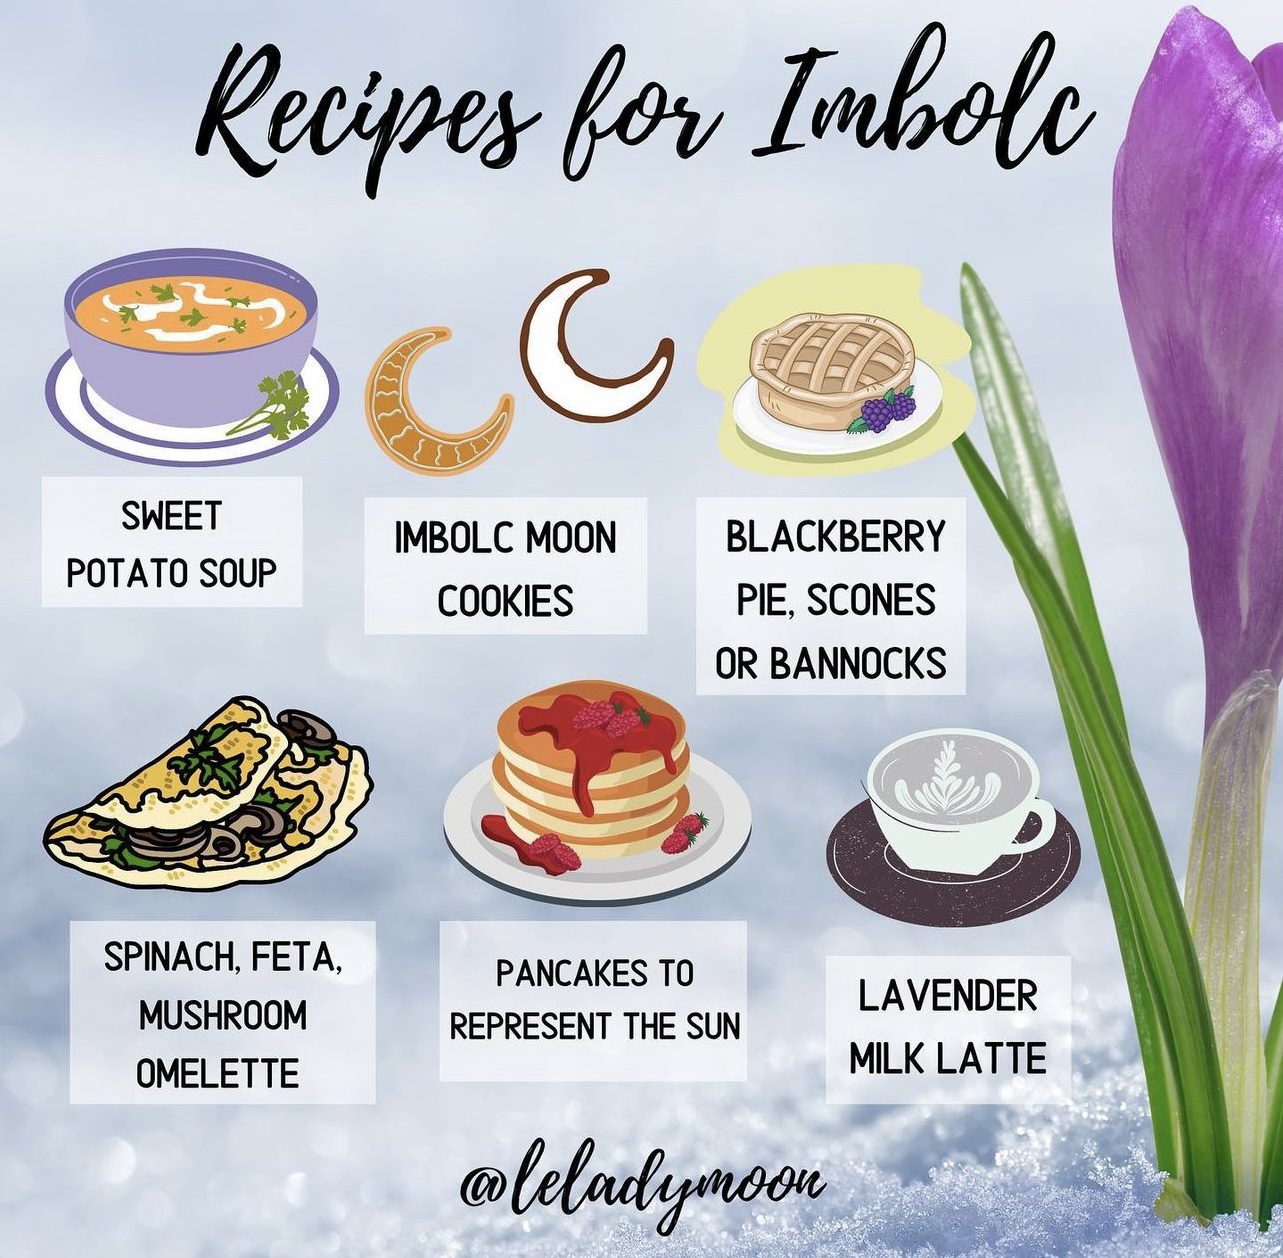 Recipes for Imbolc
SWEET
POTATO SOUP
IMBOLC MOON
COOKIES
BLACKBERRY
PIE, SCONES
OR BANNOCKS
SPINACH, FETA,
MUSHROOM
OMELETTE
PANCAKES TO
REPRESENT THE SUN
LAVENDER
MILK LATTE
@leladymoon